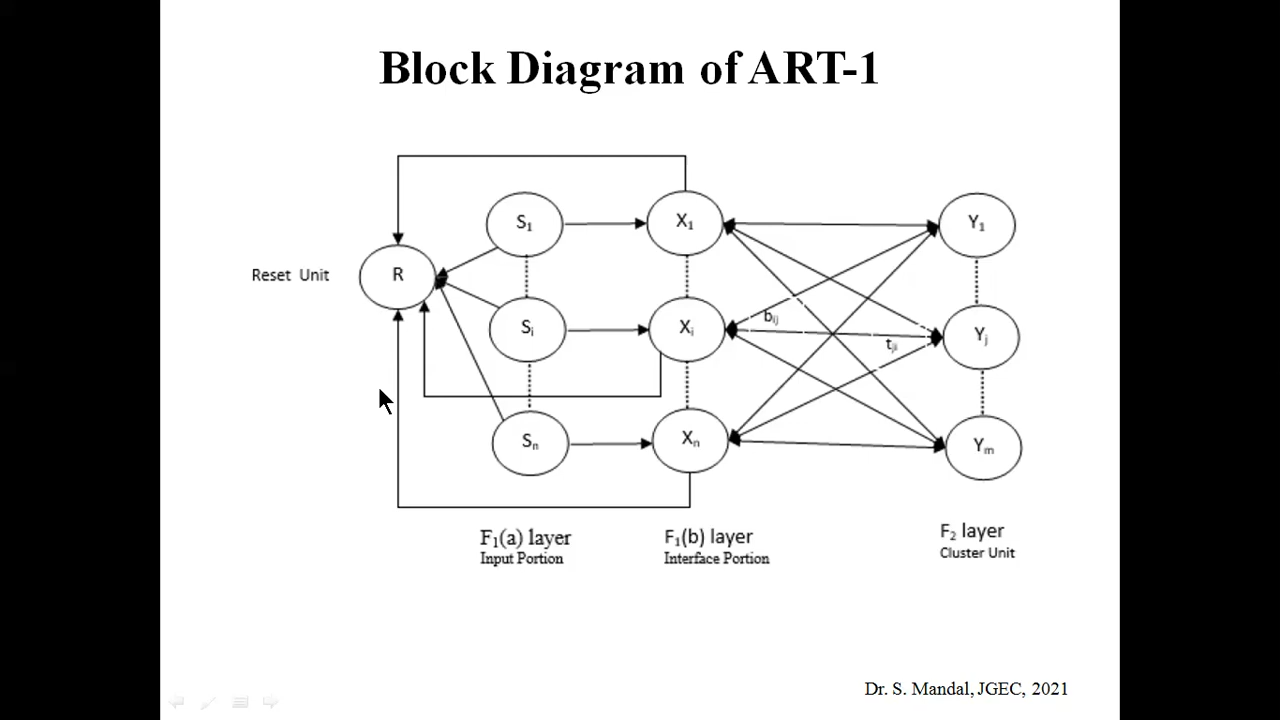 Block Diagram of ART-1
S₁
X₁
Y₁
Reset Unit
R
Sᵢ
Xᵢ
bᵢⱼ
tⱼᵢ
Yⱼ
Sₙ
Xₙ
Yₘ
F₁(a) layer
Input Portion
F₁(b) layer
Interface Portion
F₂ layer
Cluster Unit
Dr. S. Mandal, JGEC, 2021